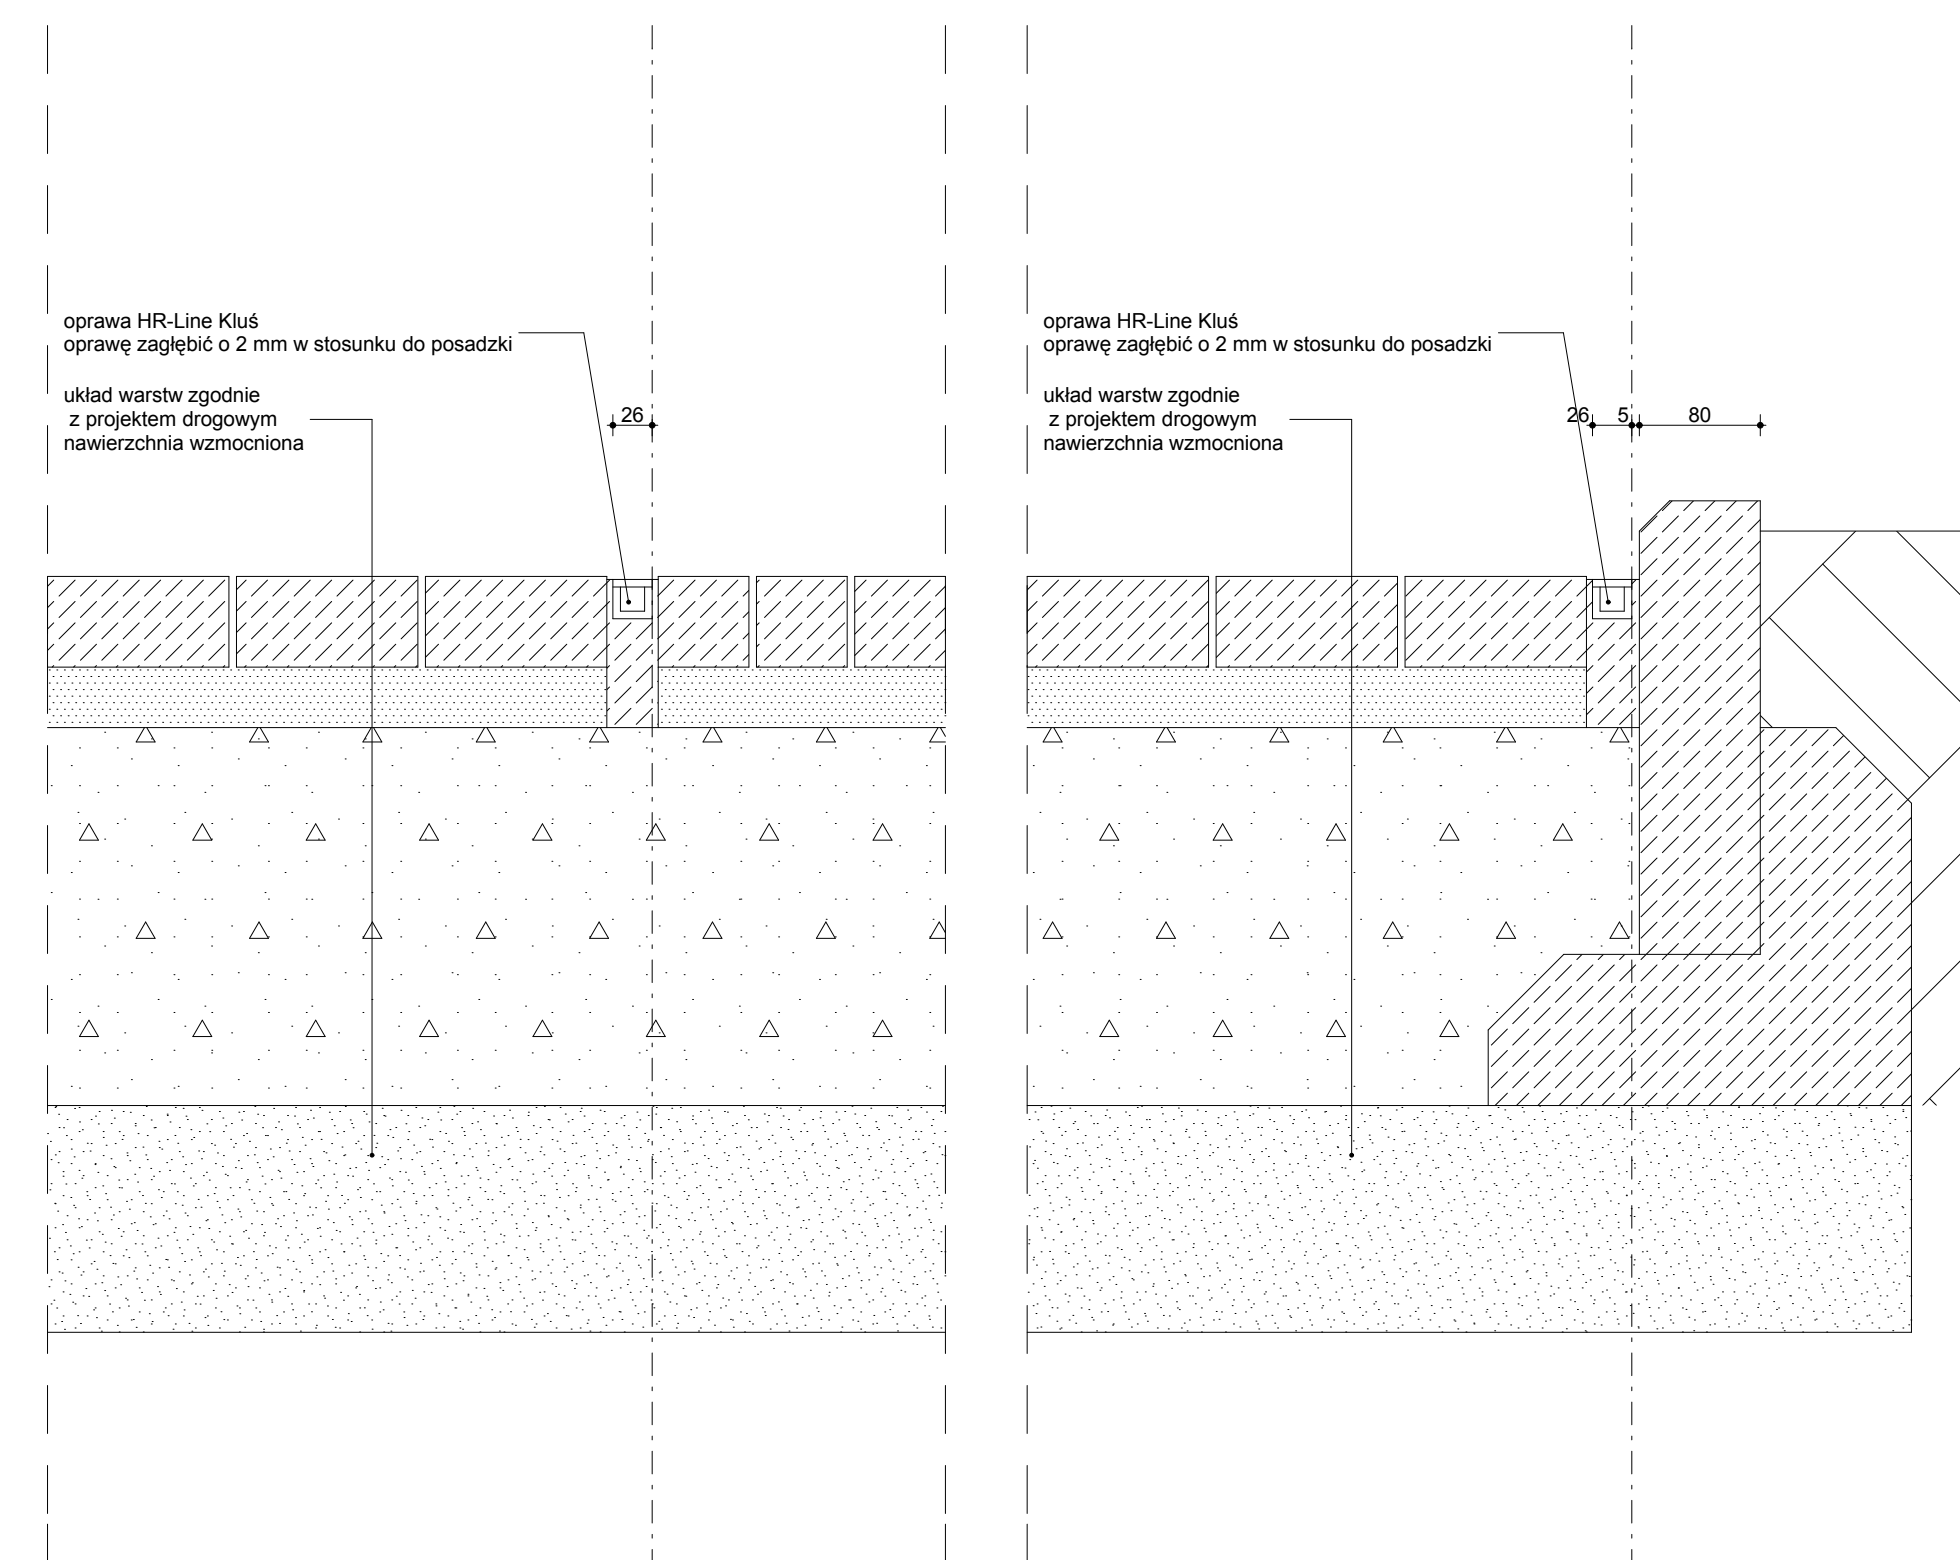 oprawa HR-Line Kluś
oprawę zagłębić o 2 mm w stosunku do posadzki
układ warstw zgodnie
z projektem drogowym
nawierzchnia wzmocniona
26
oprawa HR-Line Kluś
oprawę zagłębić o 2 mm w stosunku do posadzki
układ warstw zgodnie
z projektem drogowym
nawierzchnia wzmocniona
26 5 80